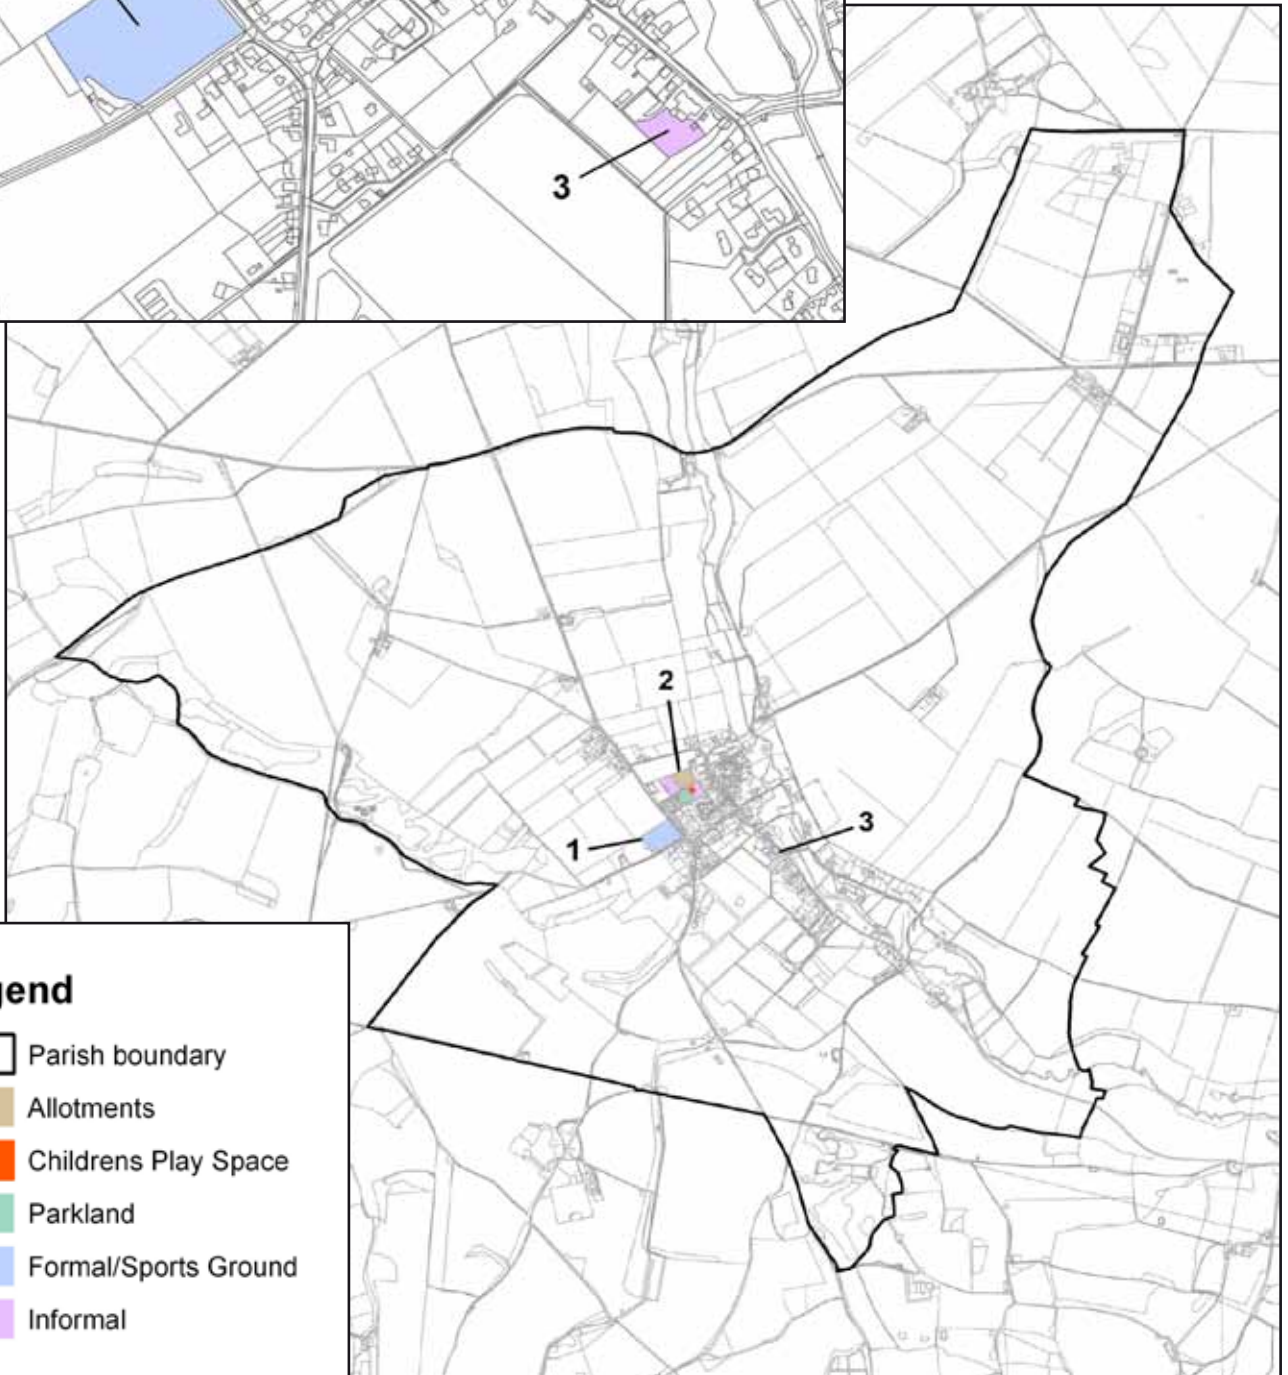 3
2
3
1
gend
Parish boundary
Allotments
Childrens Play Space
Parkland
Formal/Sports Ground
Informal